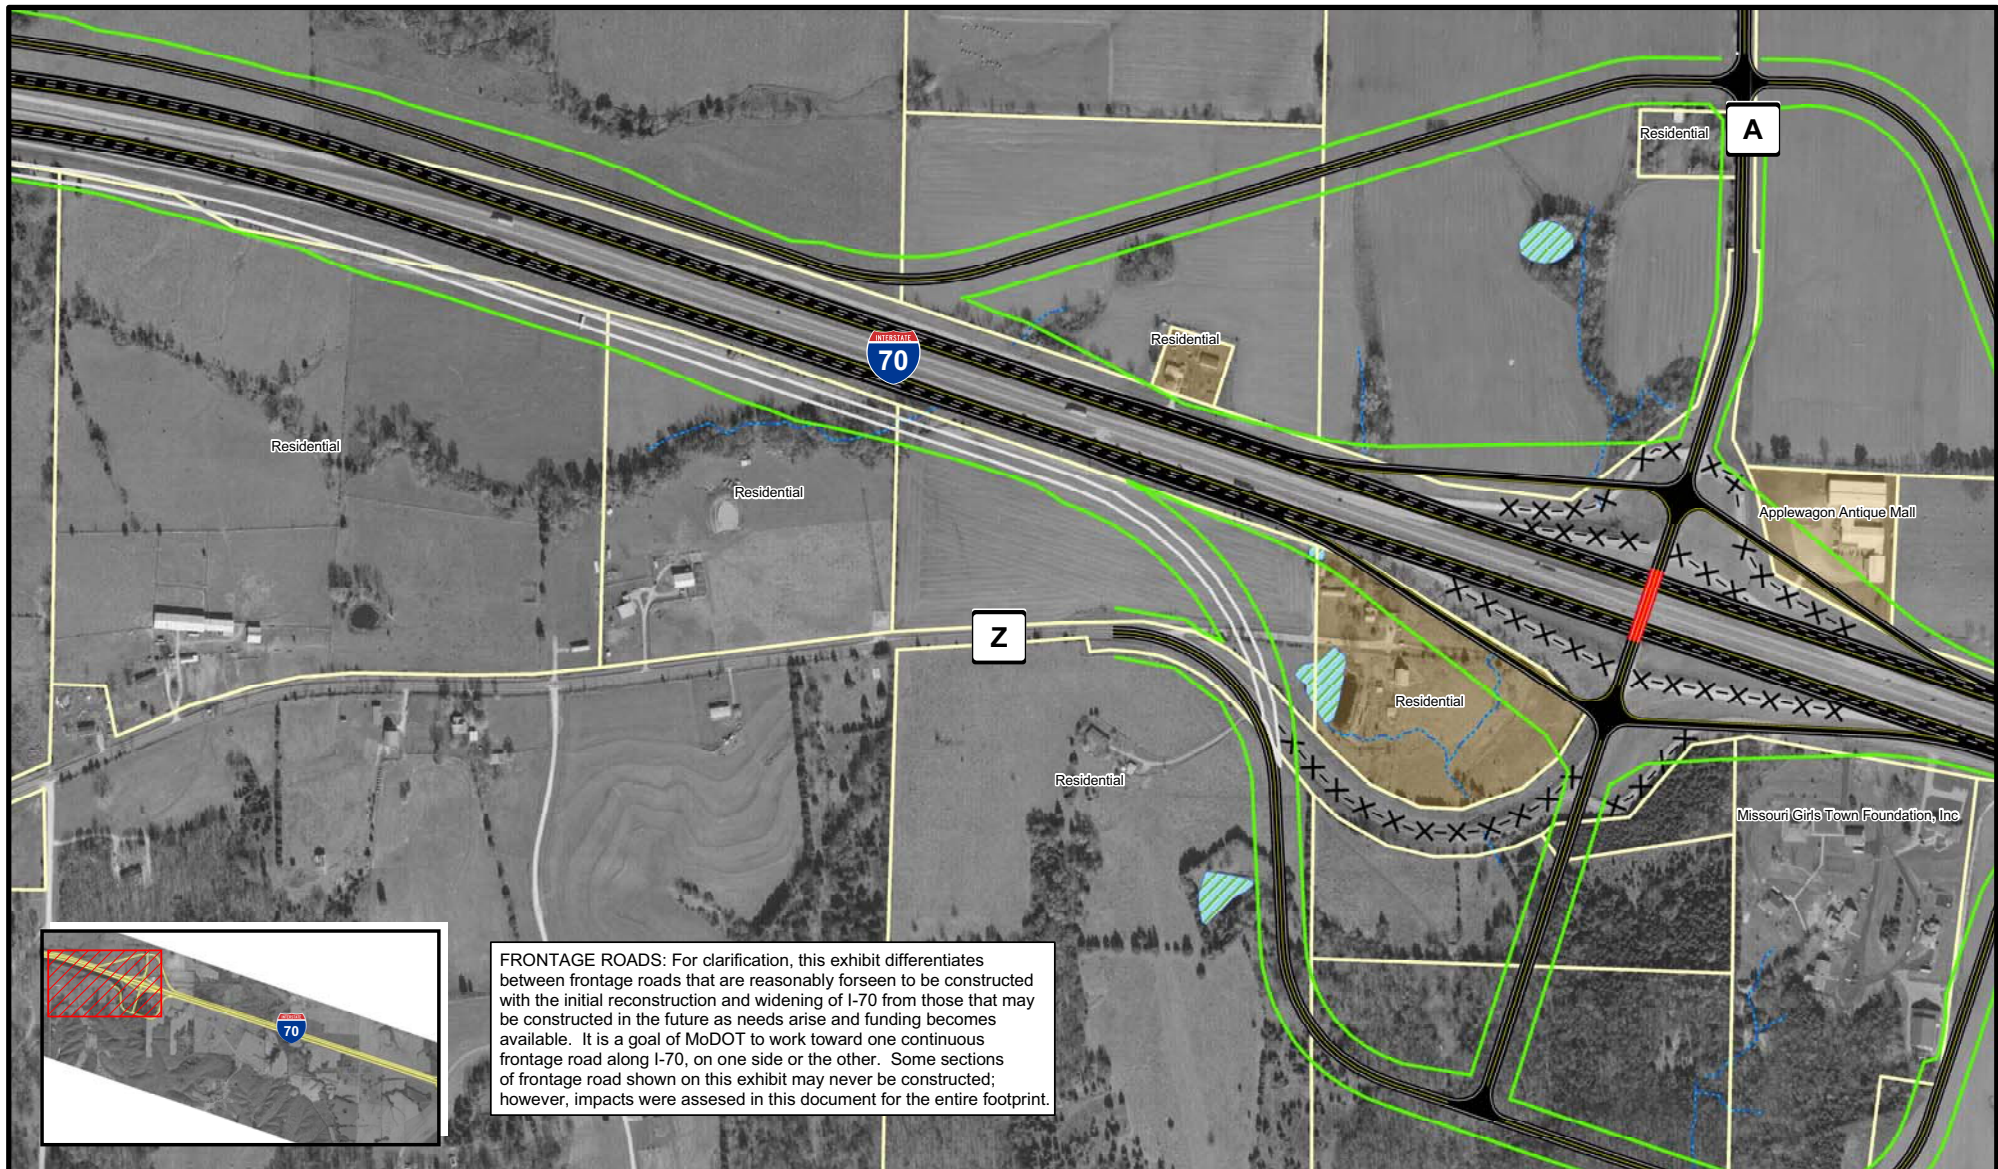 A
Residential
Residential
INTERSTATE
70
Residential
Residential
Applewagon Antique Mall
Z
Residential
Residential
Missouri Girls Town Foundation, Inc
FRONTAGE ROADS: For clarification, this exhibit differentiates
between frontage roads that are reasonably forseen to be constructed
with the initial reconstruction and widening of I-70 from those that may
be constructed in the future as needs arise and funding becomes
available. It is a goal of MoDOT to work toward one continuous
frontage road along I-70, on one side or the other. Some sections
of frontage road shown on this exhibit may never be constructed;
however, impacts were assesed in this document for the entire footprint.
INTERSTATE
70